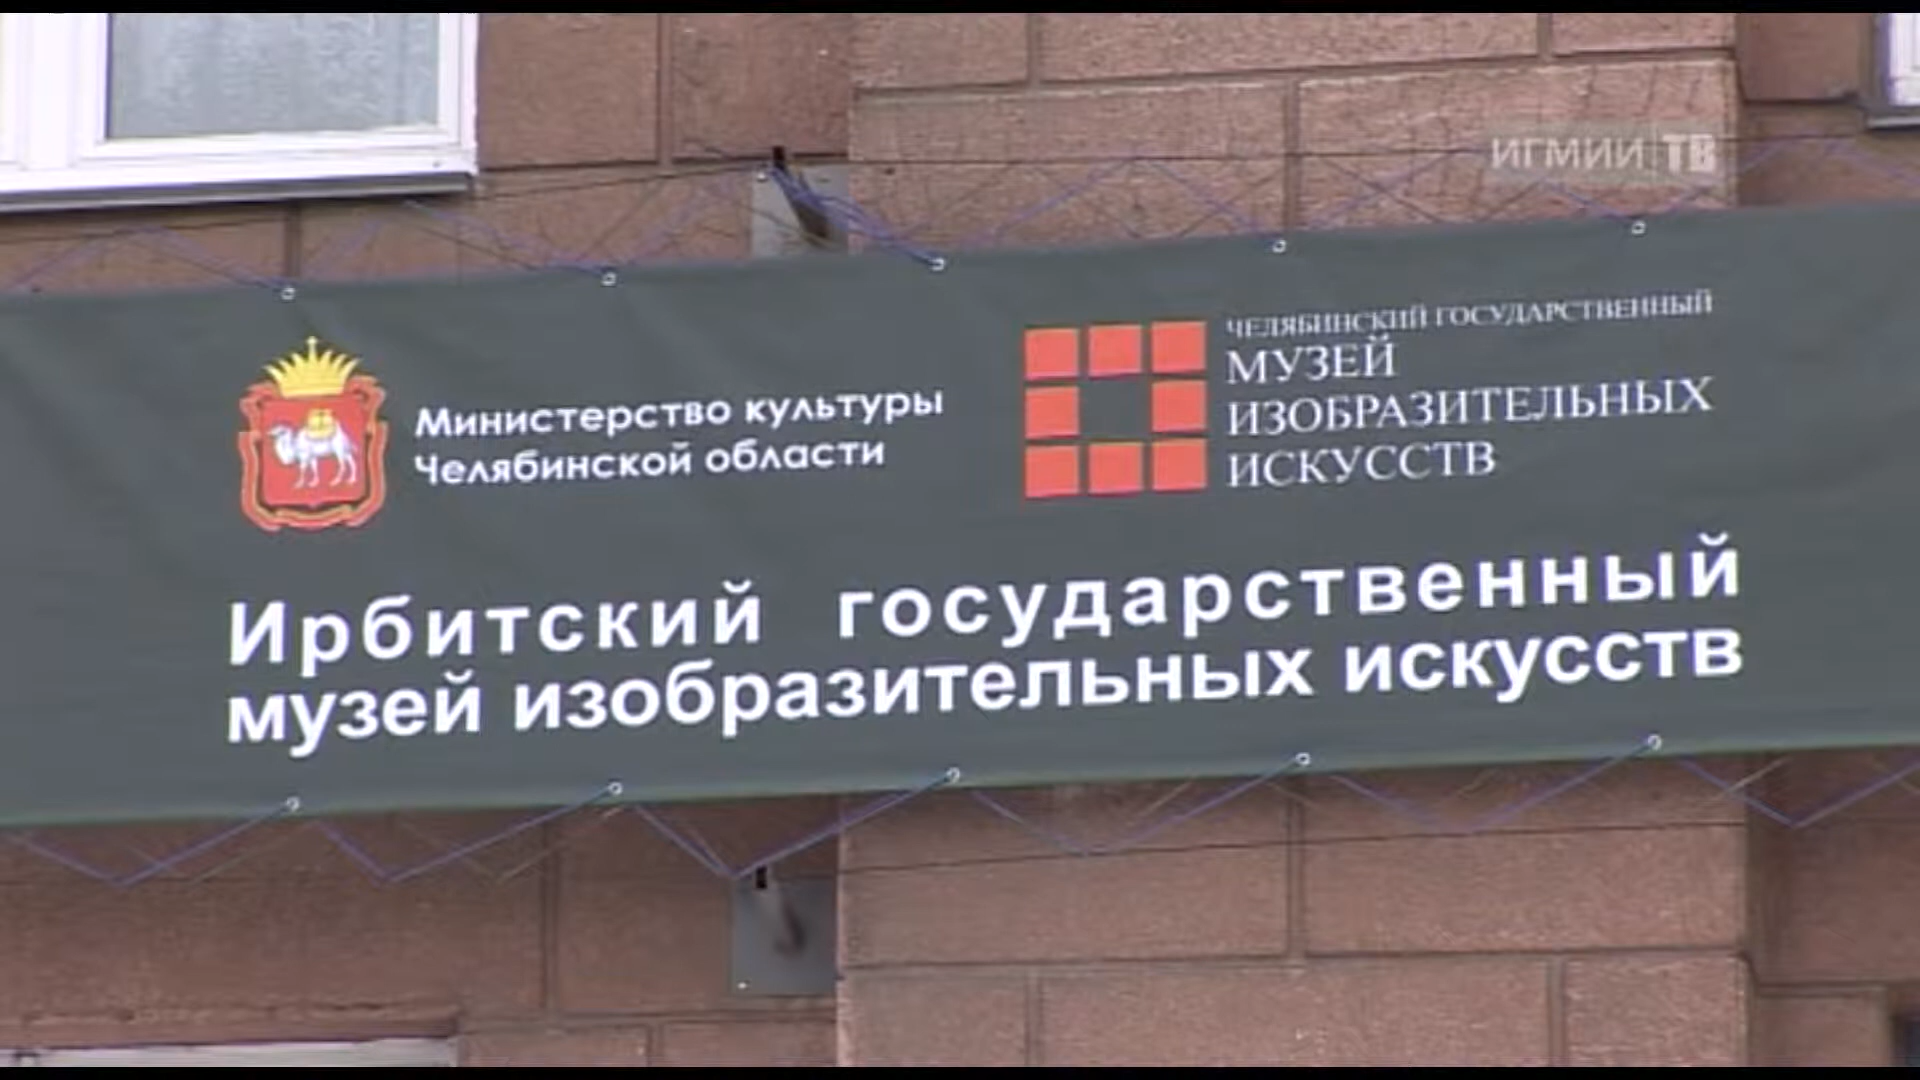 ИГМИИ ТВ
Министерство культуры
Челябинской области
ЧЕЛЯБИНСКИЙ ГОСУДАРСТВЕННЫЙ
МУЗЕЙ
ИЗОБРАЗИТЕЛЬНЫХ
ИСКУССТВ
Ирбитский государственный
музей изобразительных искусств